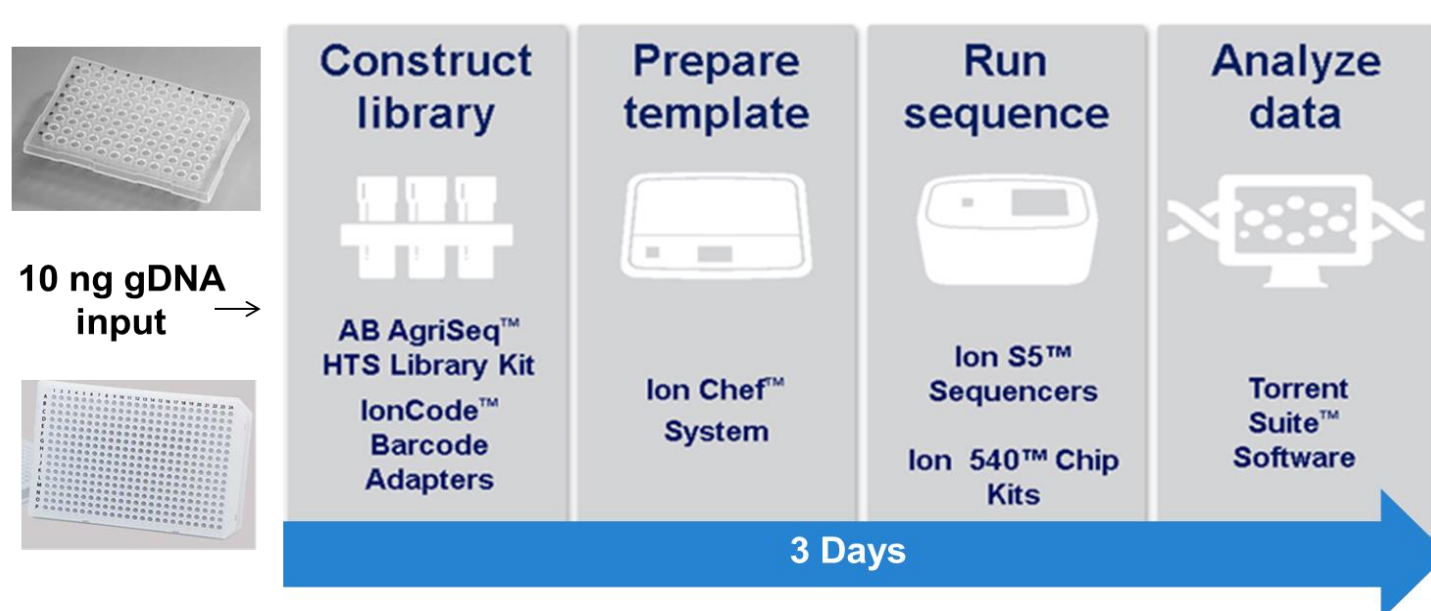 10 ng gDNA
input
Construct
library
AB AgriSeq™
HTS Library Kit
IonCode™
Barcode
Adapters
Prepare
template
Ion Chef™
System
Run
sequence
Ion S5™
Sequencers
Ion 540™ Chip
Kits
Analyze
data
Torrent
Suite™
Software
3 Days